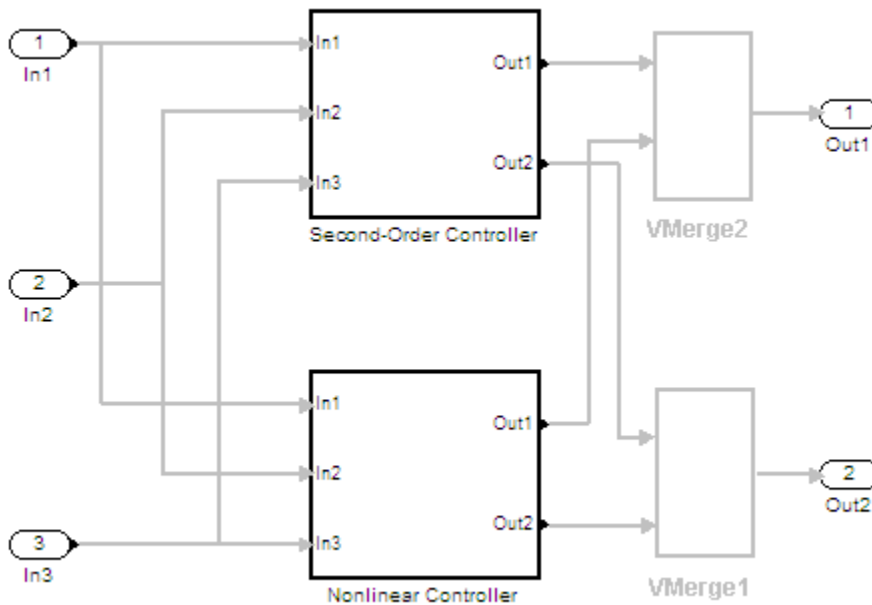 1
In1
2
In2
3
In3
In1
In2
In3
Out1
Out2
Second-Order Controller
In1
In2
In3
Out1
Out2
Nonlinear Controller
VMerge2
VMerge1
1
Out1
2
Out2